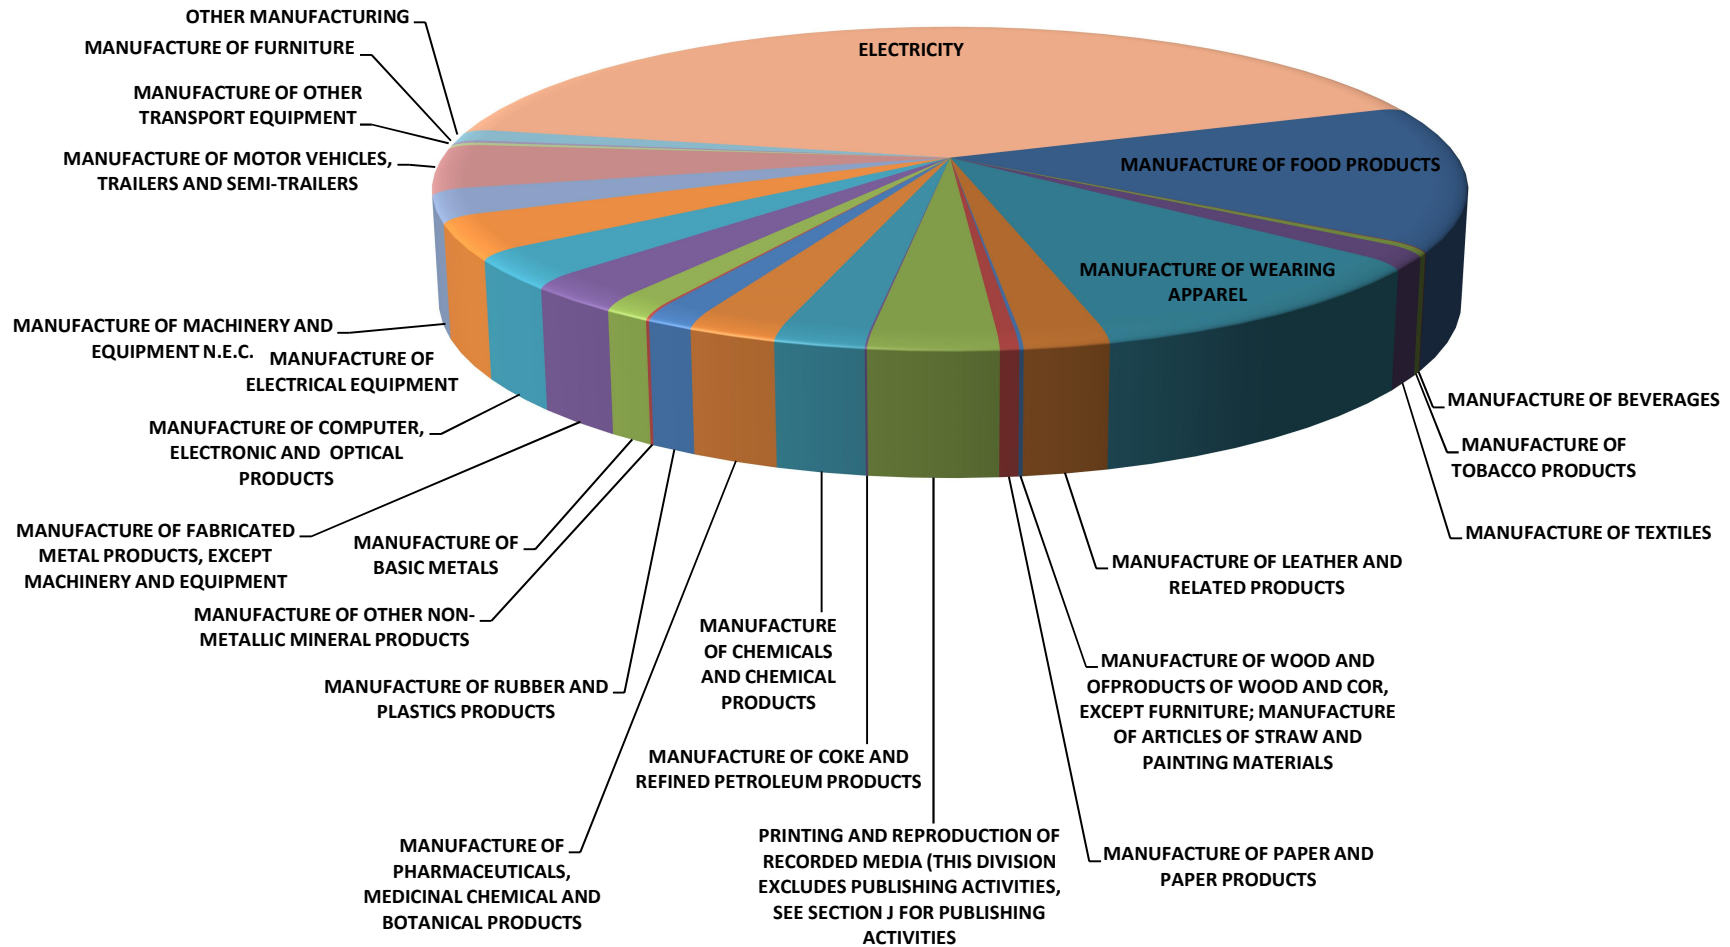 OTHER MANUFACTURING
MANUFACTURE OF FURNITURE
MANUFACTURE OF OTHER
TRANSPORT EQUIPMENT
MANUFACTURE OF MOTOR VEHICLES,
TRAILERS AND SEMI-TRAILERS
ELECTRICITY
MANUFACTURE OF FOOD PRODUCTS
MANUFACTURE OF WEARING
APPAREL
MANUFACTURE OF MACHINERY AND
EQUIPMENT N.E.C.
MANUFACTURE OF
ELECTRICAL EQUIPMENT
MANUFACTURE OF COMPUTER,
ELECTRONIC AND OPTICAL
PRODUCTS
MANUFACTURE OF FABRICATED
METAL PRODUCTS, EXCEPT
MACHINERY AND EQUIPMENT
MANUFACTURE OF
BASIC METALS
MANUFACTURE OF OTHER NON-
METALLIC MINERAL PRODUCTS
MANUFACTURE OF RUBBER AND
PLASTICS PRODUCTS
MANUFACTURE OF
PHARMACEUTICALS,
MEDICINAL CHEMICAL AND
BOTANICAL PRODUCTS
MANUFACTURE
OF CHEMICALS
AND CHEMICAL
PRODUCTS
MANUFACTURE OF COKE AND
REFINED PETROLEUM PRODUCTS
PRINTING AND REPRODUCTION OF
RECORDED MEDIA (THIS DIVISION
EXCLUDES PUBLISHING ACTIVITIES,
SEE SECTION J FOR PUBLISHING
ACTIVITIES
MANUFACTURE OF PAPER AND
PAPER PRODUCTS
MANUFACTURE OF WOOD AND
OFPRODUCTS OF WOOD AND COR,
EXCEPT FURNITURE; MANUFACTURE
OF ARTICLES OF STRAW AND
PAINTING MATERIALS
MANUFACTURE OF LEATHER AND
RELATED PRODUCTS
MANUFACTURE OF TEXTILES
MANUFACTURE OF
TOBACCO PRODUCTS
MANUFACTURE OF BEVERAGES